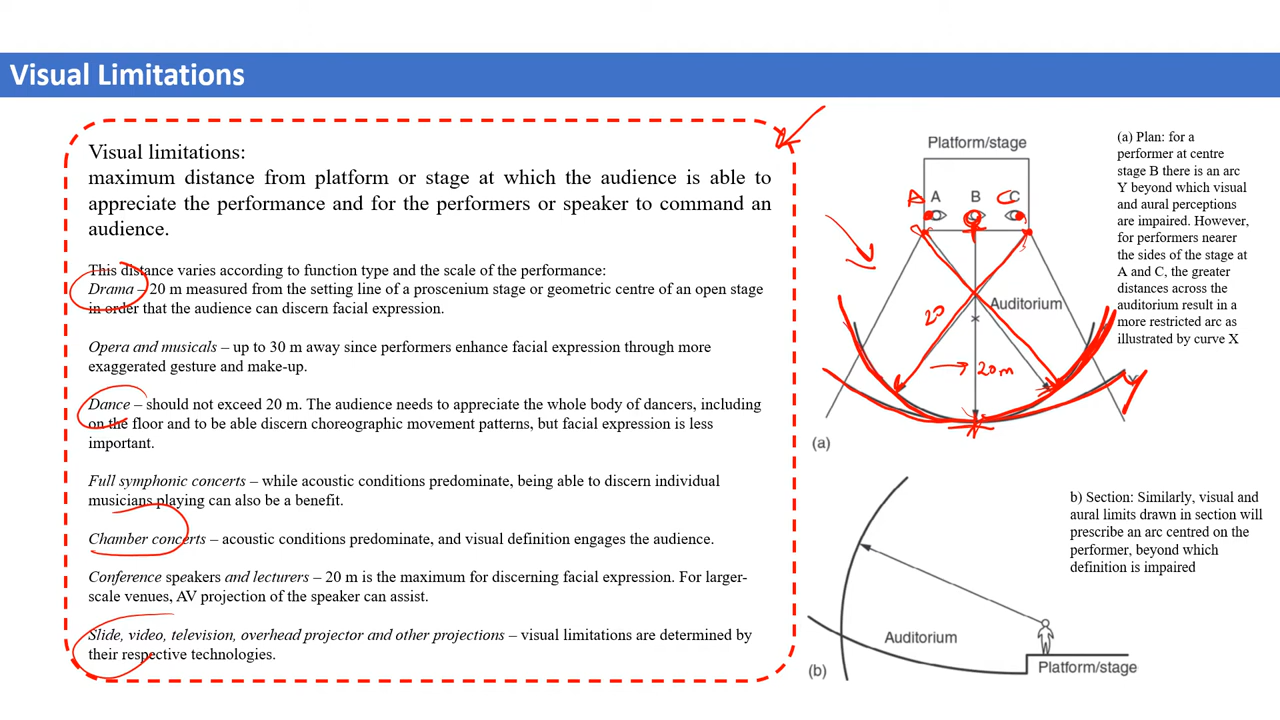 Visual Limitations
Visual limitations:
maximum distance from platform or stage at which the audience is able to
appreciate the performance and for the performers or speaker to command an
audience.
This distance varies according to function type and the scale of the performance:
Drama – 20 m measured from the setting line of a proscenium stage or geometric centre of an open stage
in order that the audience can discern facial expression.
Opera and musicals – up to 30 m away since performers enhance facial expression through more
exaggerated gesture and make-up.
Dance – should not exceed 20 m. The audience needs to appreciate the whole body of dancers, including
on the floor and to be able discern choreographic movement patterns, but facial expression is less
important.
Full symphonic concerts – while acoustic conditions predominate, being able to discern individual
musicians playing can also be a benefit.
Chamber concerts – acoustic conditions predominate, and visual definition engages the audience.
Conference speakers and lecturers – 20 m is the maximum for discerning facial expression. For larger-
scale venues, AV projection of the speaker can assist.
Slide, video, television, overhead projector and other projections – visual limitations are determined by
their respective technologies.
Platform/stage
A A B C C
Auditorium
20
20m
Y
(a)
(a) Plan: for a
performer at centre
stage B there is an arc
Y beyond which visual
and aural perceptions
are impaired. However,
for performers nearer
the sides of the stage at
A and C, the greater
distances across the
auditorium result in a
more restricted arc as
illustrated by curve X
Auditorium
Platform/stage
(b)
b) Section: Similarly, visual and
aural limits drawn in section will
prescribe an arc centred on the
performer, beyond which
definition is impaired